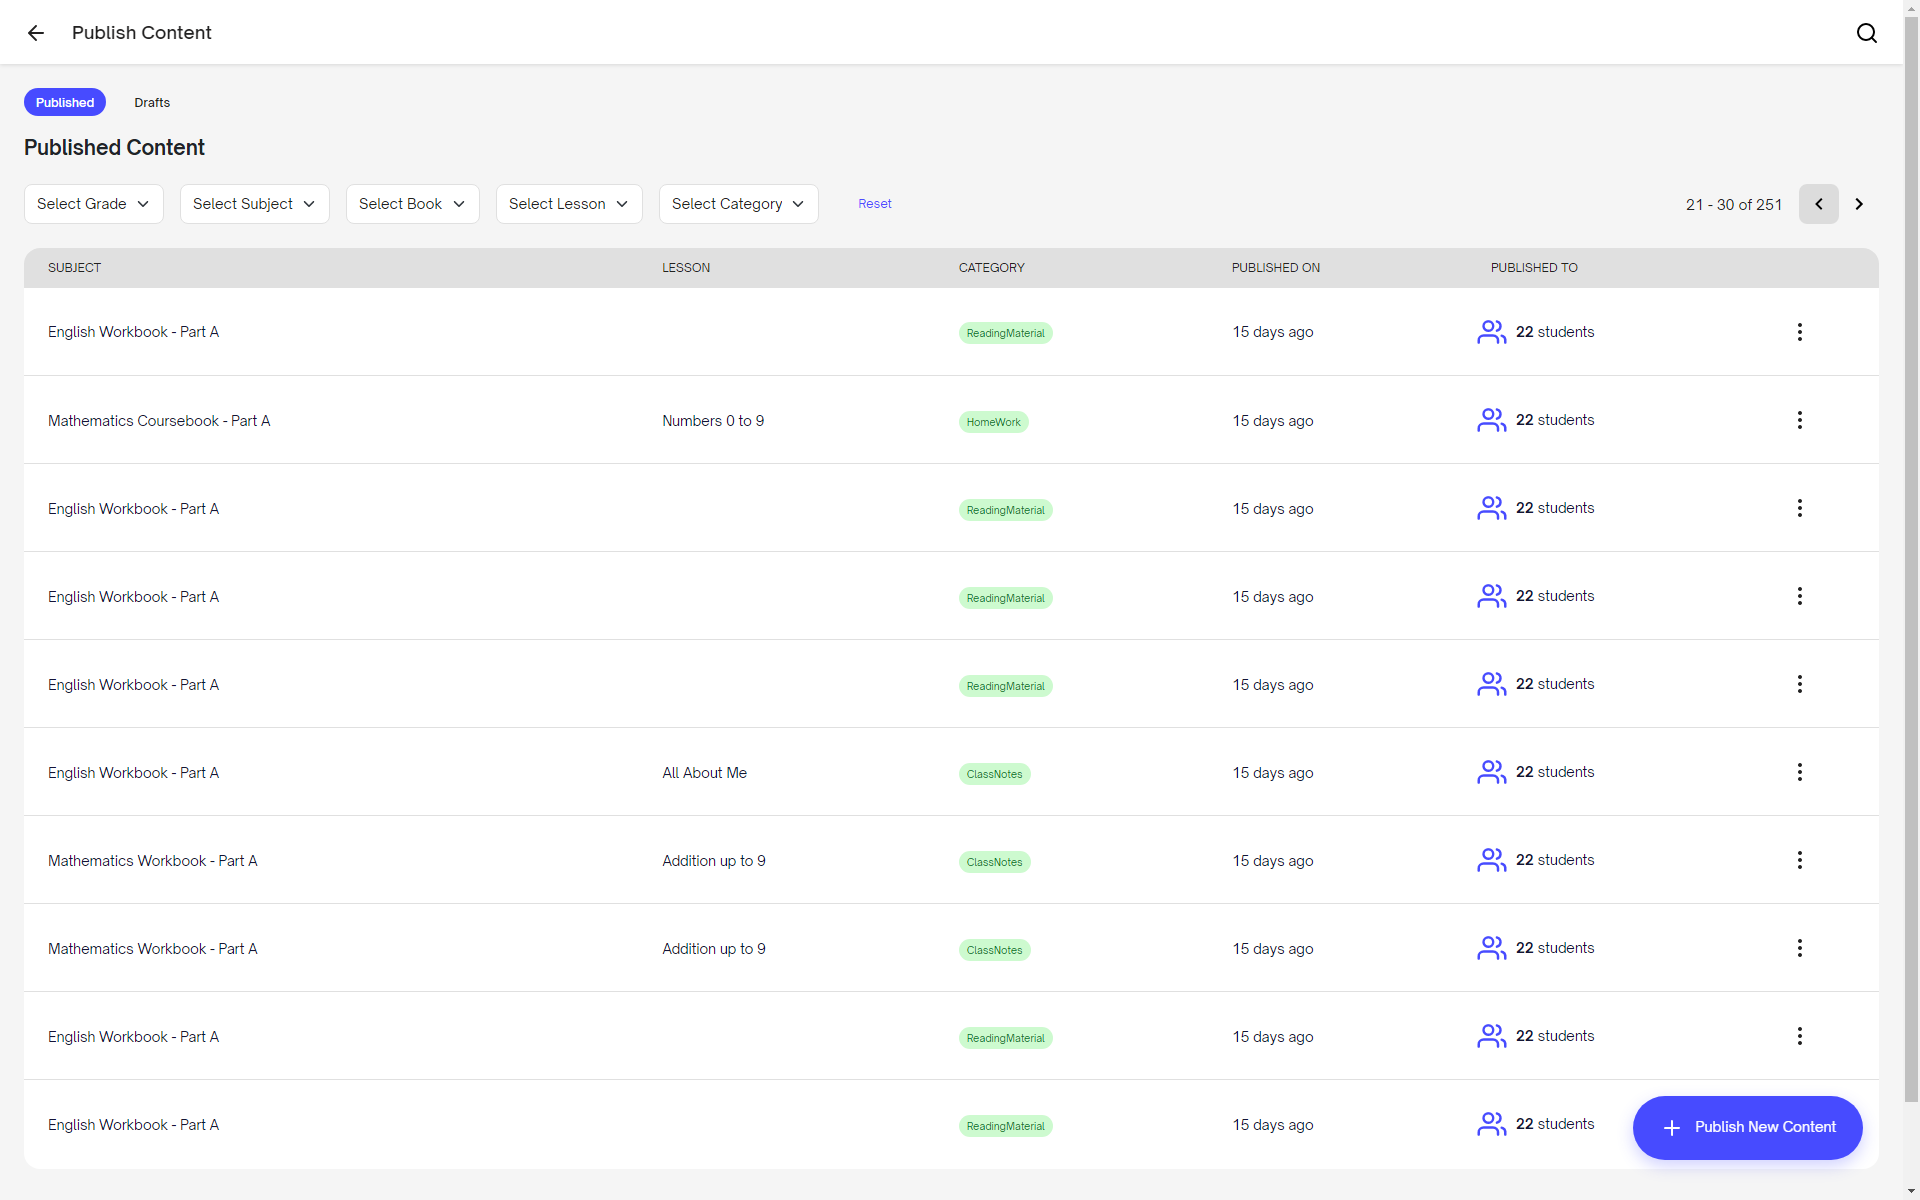 Publish Content
Published Drafts
Published Content
Select Grade Select Subject Select Book Select Lesson Select Category Reset 21 - 30 of 251
SUBJECT LESSON CATEGORY PUBLISHED ON PUBLISHED TO
English Workbook - Part A ReadingMaterial 15 days ago 22 students
Mathematics Coursebook - Part A Numbers 0 to 9 HomeWork 15 days ago 22 students
English Workbook - Part A ReadingMaterial 15 days ago 22 students
English Workbook - Part A ReadingMaterial 15 days ago 22 students
English Workbook - Part A ReadingMaterial 15 days ago 22 students
English Workbook - Part A All About Me ClassNotes 15 days ago 22 students
Mathematics Workbook - Part A Addition up to 9 ClassNotes 15 days ago 22 students
Mathematics Workbook - Part A Addition up to 9 ClassNotes 15 days ago 22 students
English Workbook - Part A ReadingMaterial 15 days ago 22 students
English Workbook - Part A ReadingMaterial 15 days ago 22 students
Publish New Content